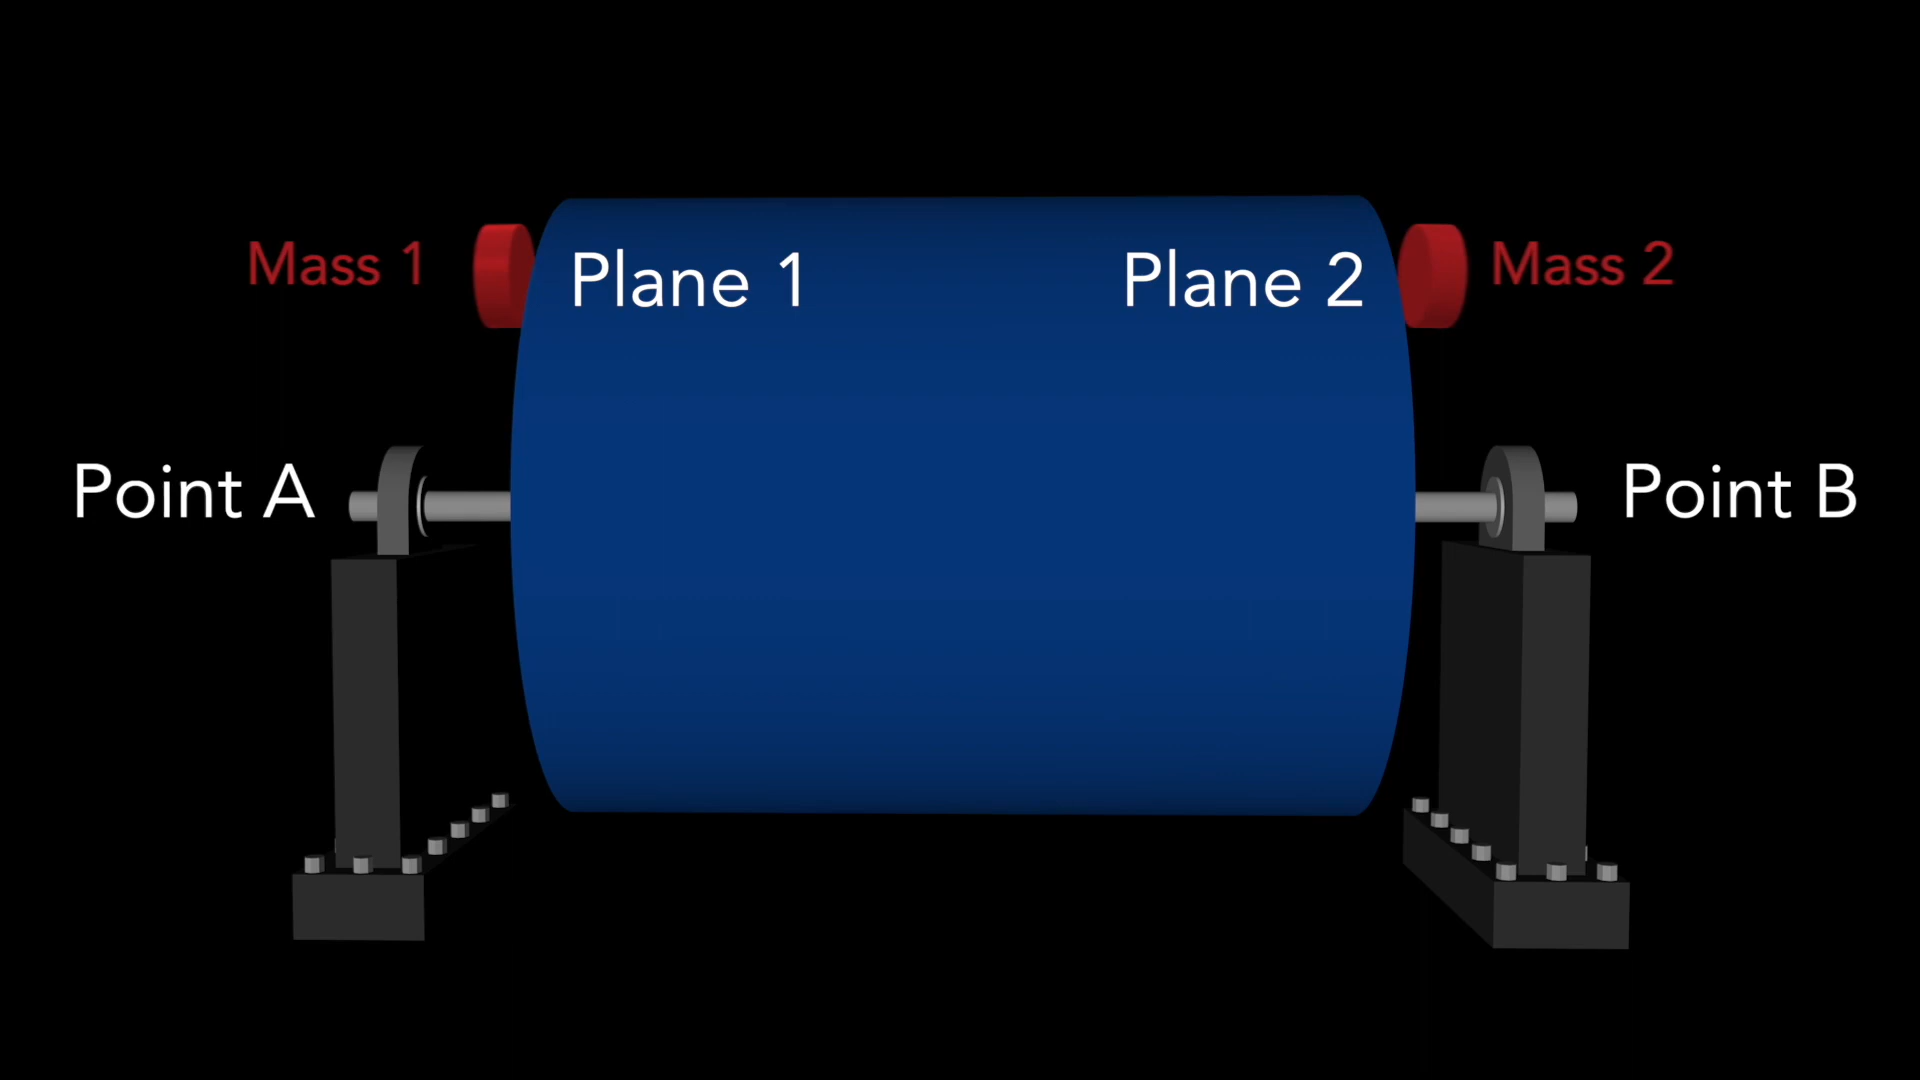 Mass 1
Plane 1
Plane 2
Mass 2
Point A
Point B